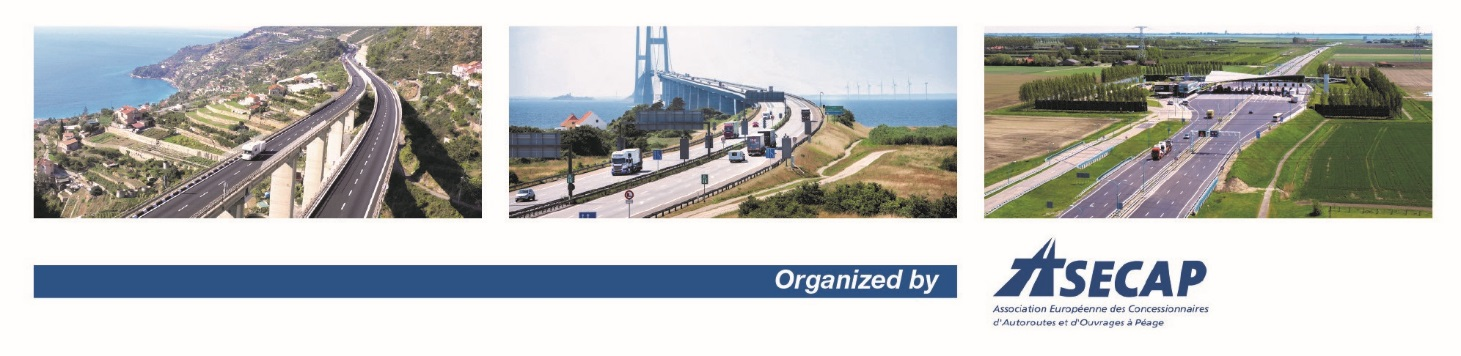 Organized by
ASECAP
Association Européenne des Concessionnaires
d'Autoroutes et d'Ouvrages à Péage